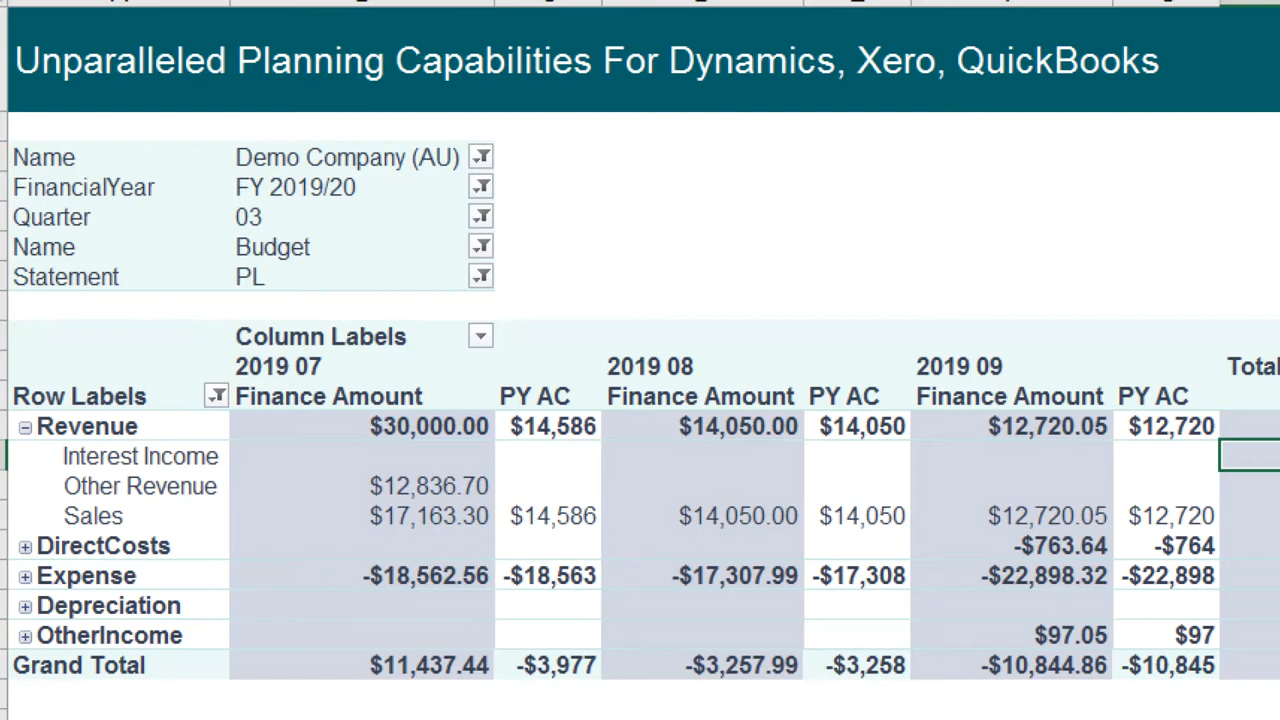 Unparalleled Planning Capabilities For Dynamics, Xero, QuickBooks
Name Demo Company (AU)
FinancialYear FY 2019/20
Quarter 03
Name Budget
Statement PL
Column Labels
2019 07 2019 08 2019 09 Total
Row Labels Finance Amount PY AC Finance Amount PY AC Finance Amount PY AC
Revenue $30,000.00 $14,586 $14,050.00 $14,050 $12,720.05 $12,720
Interest Income
Other Revenue $12,836.70
Sales $17,163.30 $14,586 $14,050.00 $14,050 $12,720.05 $12,720
DirectCosts -$763.64 -$764
Expense -$18,562.56 -$18,563 -$17,307.99 -$17,308 -$22,898.32 -$22,898
Depreciation
OtherIncome $97.05 $97
Grand Total $11,437.44 -$3,977 -$3,257.99 -$3,258 -$10,844.86 -$10,845